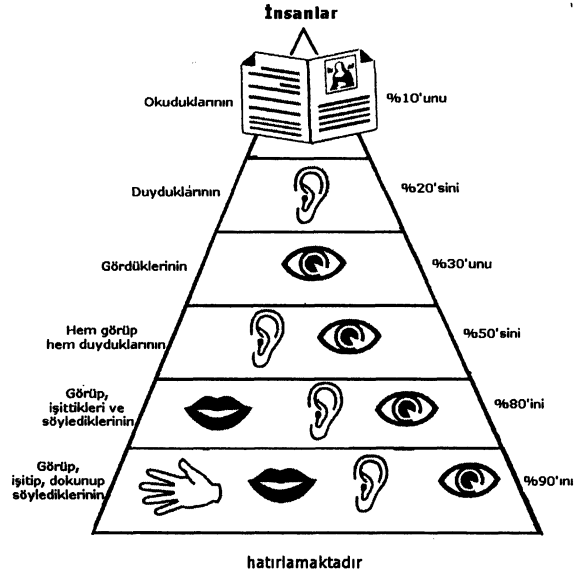 İnsanlar
Okuduklarının %10'unu
Duyduklarının %20'sini
Gördüklerinin %30'unu
Hem görüp
hem duyduklarının %50'sini
Görüp,
işittikleri ve
söylediklerinin %80'ini
Görüp,
işitip, dokunup
söylediklerinin %90'ını
hatırlamaktadır